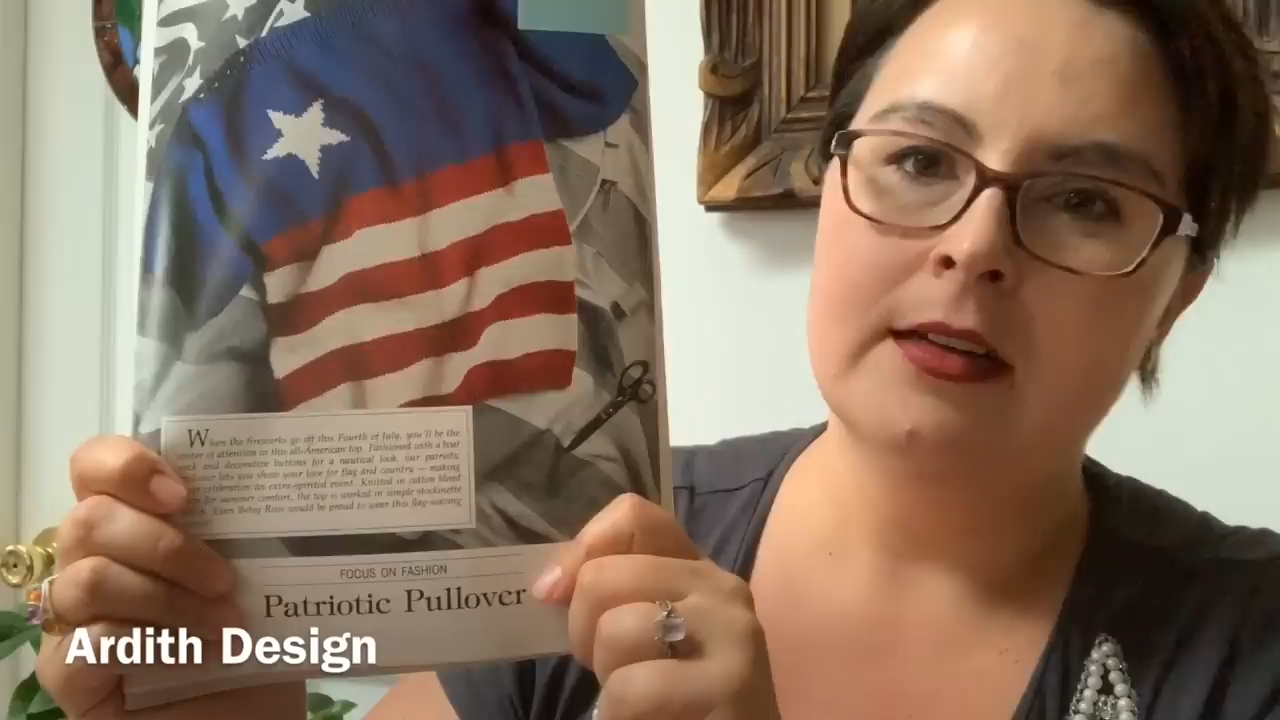 When the fireworks go off this Fourth of July, you'll be the
center of attention in this all-American top. Fashioned with a boat
neck and decorative buttons for a nautical look, our patriotic
lets you show your love for flag and country — making
celebration an extra-spirited event. Knitted in cotton blend
for summer comfort, the top is worked in simple stockinette
Even Betsy Ross would be proud to wear this flag-waving
FOCUS ON FASHION
Patriotic Pullover
Ardith Design